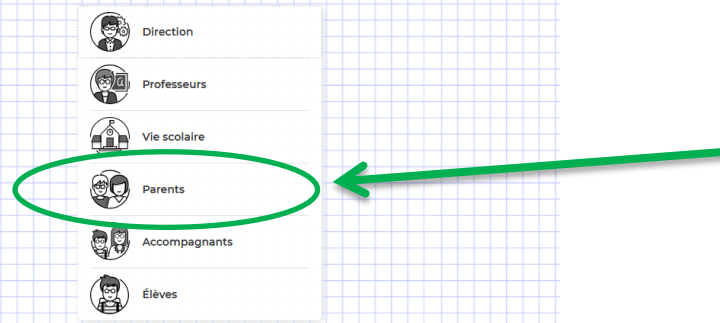 Direction
Professeurs
Vie scolaire
Parents
Accompagnants
Élèves